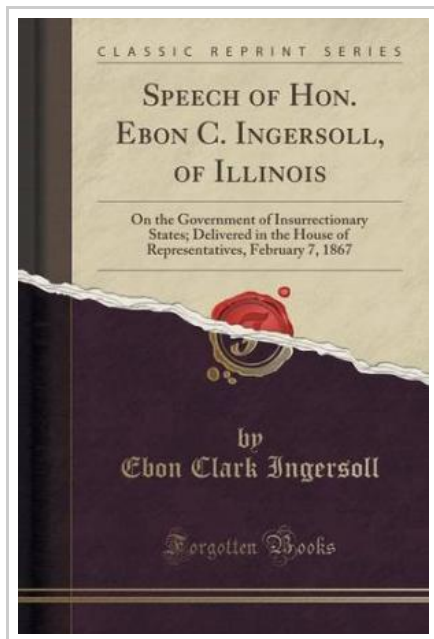 CLASSIC REPRINT SERIES
SPEECH OF HON.
EBON C. INGERSOLL,
OF ILLINOIS
On the Government of Insurrectionary
States; Delivered in the House of
Representatives, February 7, 1867
by
Ebon Clark Ingersoll
Forgotten Books